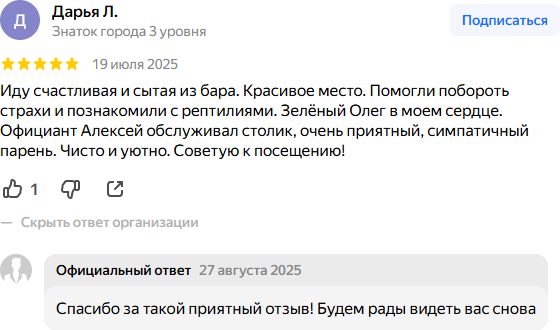 Д
Дарья Л.
Знаток города 3 уровня
Подписаться
19 июля 2025
Иду счастливая и сытая из бара. Красивое место. Помогли побороть
страхи и познакомили с рептилиями. Зелёный Олег в моем сердце.
Официант Алексей обслуживал столик, очень приятный, симпатичный
парень. Чисто и уютно. Советую к посещению!
1
— Скрыть ответ организации
Официальный ответ 27 августа 2025
Спасибо за такой приятный отзыв! Будем рады видеть вас снова